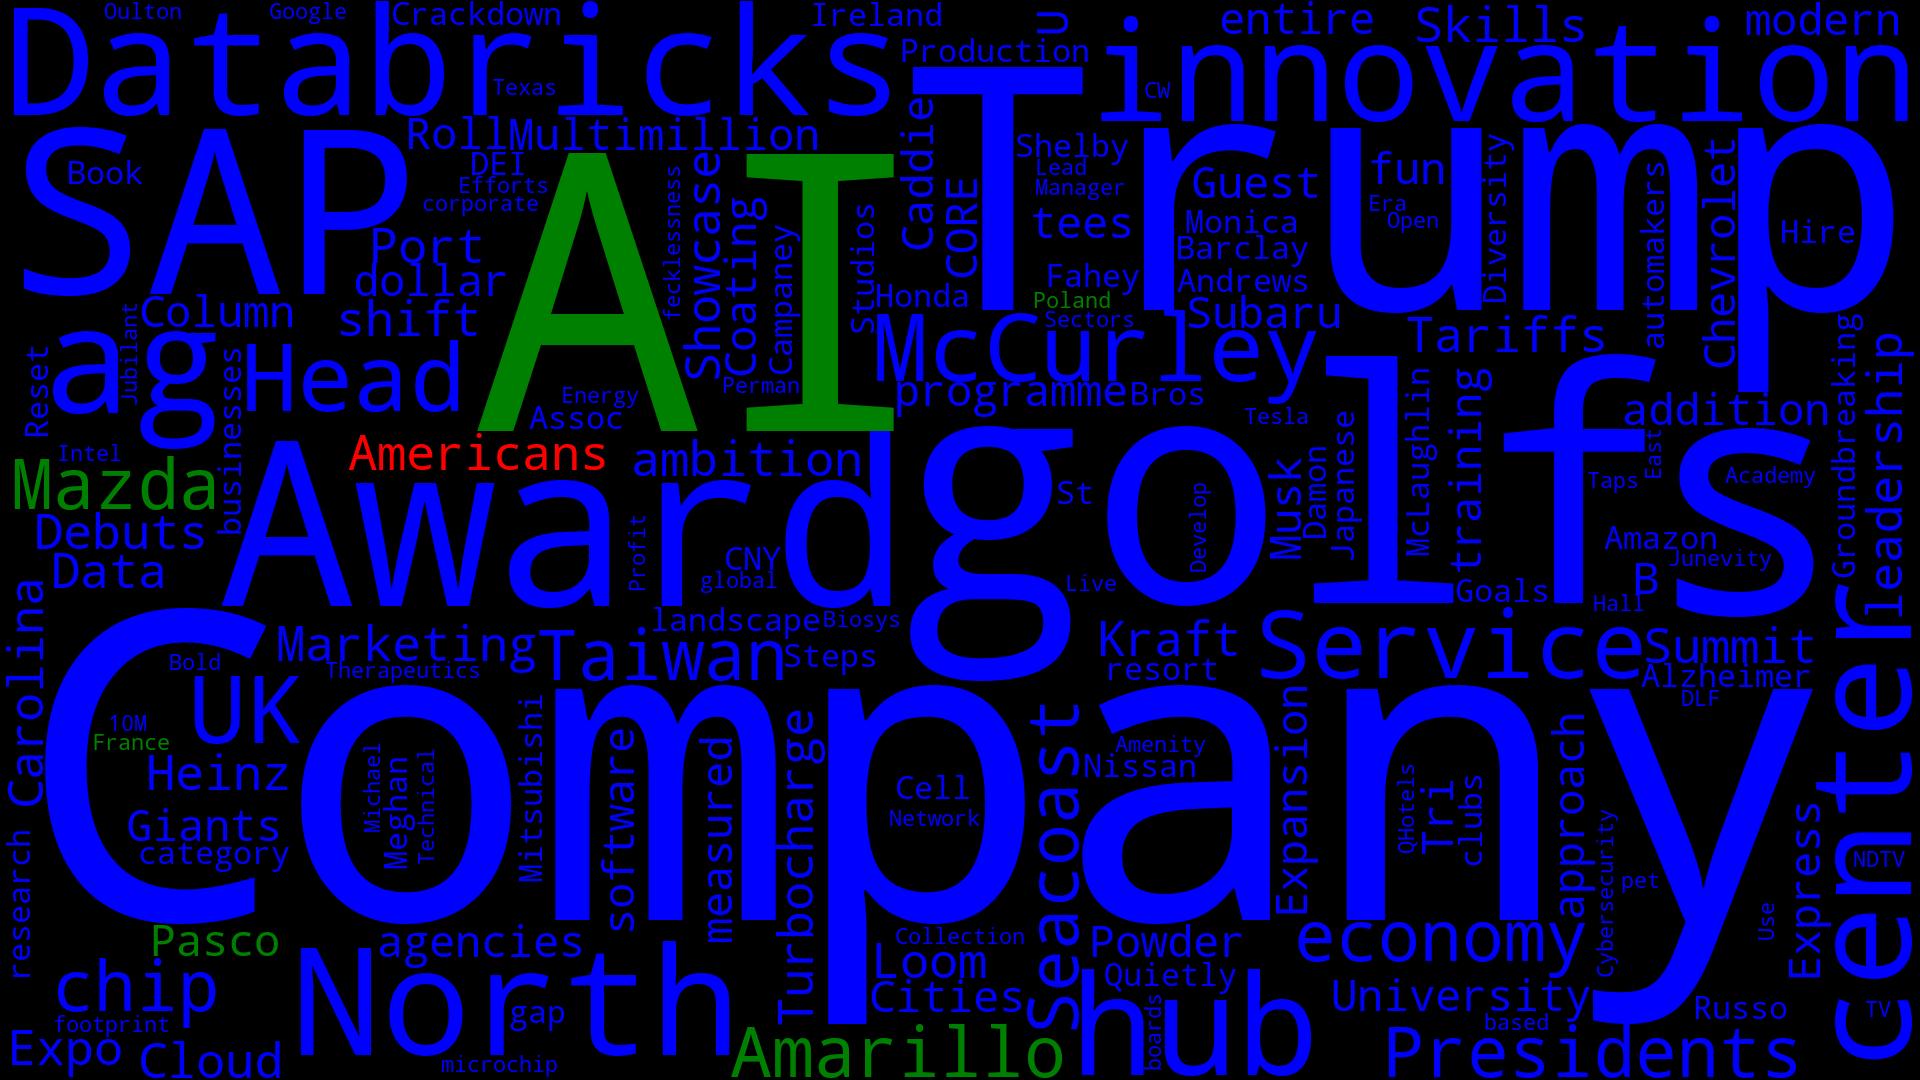 Oulton
Google
Crackdown
Ireland
U
entire
Skills
modern
Databricks
Production
innovation
Texas
CW
Trump
SAP
Book
Roll
Multimillion
DEI
Efforts
corporate
AI
fecklessness
Showcase
Coating
Campaney
Studios
Caddie
CORE
Shelby
Lead
Manager
tees
Guest
Monica
Barclay
Andrews
fun
Era
Open
Diversity
automakers
Chevrolet
Hire
Port
dollar
Column
shift
Honda
Fahey
Poland
Sectors
Subaru
Tariffs
ag
Jubilant
Reset
businesses
Head
McCurley
programme
Bros
Perman
Energy
Assoc
Tesla
addition
Groundbreaking
leadership
Intel
Mazda
Americans
ambition
Award
golfs
St
Develop
Musk
Damon
Japanese
McLaughlin
training
Taps
East
Academy
Debuts
Data
Profit
CNY
global
Live
Amazon
Junevity
B
Goals
Hall
Carolina
Marketing
Therapeutics
Bold
UK
Taiwan
landscape
Biosys
Steps
Kraft
resort
Service
Summit
Alzheimer
DLF
center
Company
10M
France
Heinz
Giants
category
Michael
Meghan
Technical
Mitsubishi
software
measured
Turbocharge
Cell
Network
Seacoast
Amenity
Nissan
Expansion
QHotels
Tri
clubs
approach
Cybersecurity
pet
Use
Express
NDTV
research
Pasco
agencies
Collection
Loom
Cities
Powder
Quietly
economy
University
based
Russo
TV
chip
footprint
Expo
Cloud
North
gap
microchip
Amarillo
hub
boards
Presidents